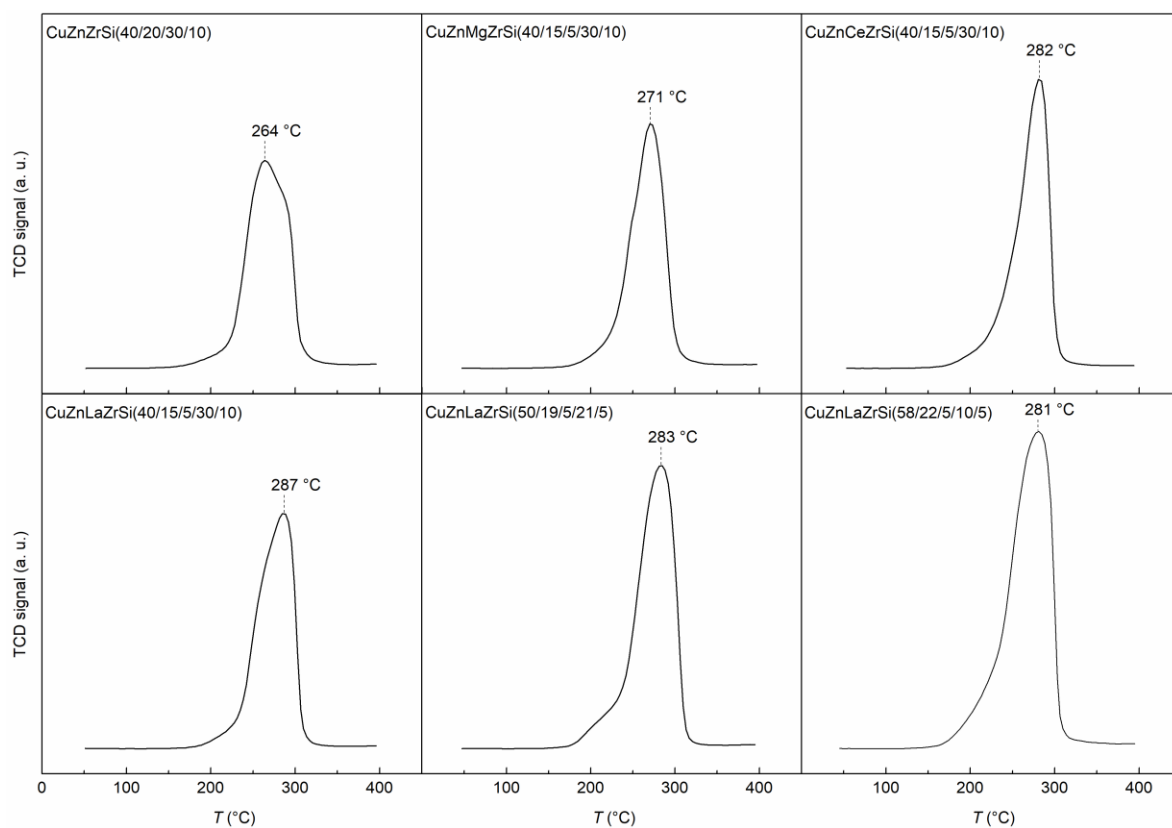 CuZnZrSi(40/20/30/10)
264 °C
CuZnMgZrSi(40/15/5/30/10)
271 °C
CuZnCeZrSi(40/15/5/30/10)
282 °C
TCD signal (a. u.)
CuZnLaZrSi(40/15/5/30/10)
287 °C
CuZnLaZrSi(50/19/5/21/5)
283 °C
CuZnLaZrSi(58/22/5/10/5)
281 °C
TCD signal (a. u.)
0 100 200 300 400
100 200 300 400
100 200 300 400
T (°C)
T (°C)
T (°C)